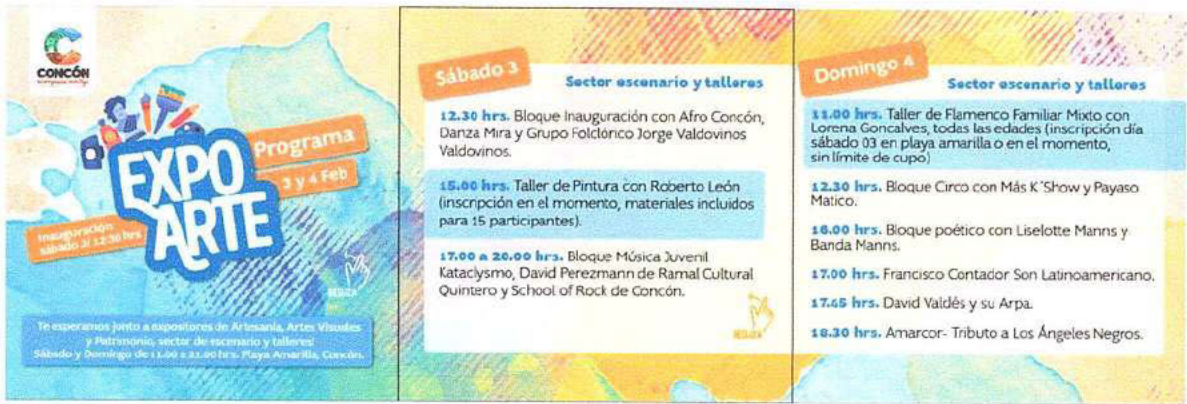 CONCÓN
EXPO
ARTE
Programa
3 y 4 Feb
Inauguración
sábado 3/ 12:30 hrs
DESLIZA
Te esperamos junto a expositores de Artesanía, Artes Visuales
y Patrimonio, sector de escenario y talleres
Sábado y Domingo de 11.00 a 21.00 hrs. Playa Amarilla, Concón.
Sábado 3
Sector escenario y talleres
12.30 hrs. Bloque Inauguración con Afro Concón,
Danza Mira y Grupo Folclórico Jorge Valdovinos
Valdovinos.
15.00 hrs. Taller de Pintura con Roberto León
(inscripción en el momento, materiales incluidos
para 15 participantes).
17.00 a 20.00 hrs. Bloque Música Juvenil
Kataclysmo, David Perezmann de Ramal Cultural
Quintero y School of Rock de Concón.
DESLIZA
Domingo 4
Sector escenario y talleres
11.00 hrs. Taller de Flamenco Familiar Mixto con
Lorena Goncalves, todas las edades (inscripción día
sábado 03 en playa amarilla o en el momento,
sin límite de cupo)
12.30 hrs. Bloque Circo con Más K´Show y Payaso
Matico.
16.00 hrs. Bloque poético con Liselotte Manns y
Banda Manns.
17.00 hrs. Francisco Contador Son Latinoamericano.
17.45 hrs. David Valdés y su Arpa.
18.30 hrs. Amarcor- Tributo a Los Ángeles Negros.